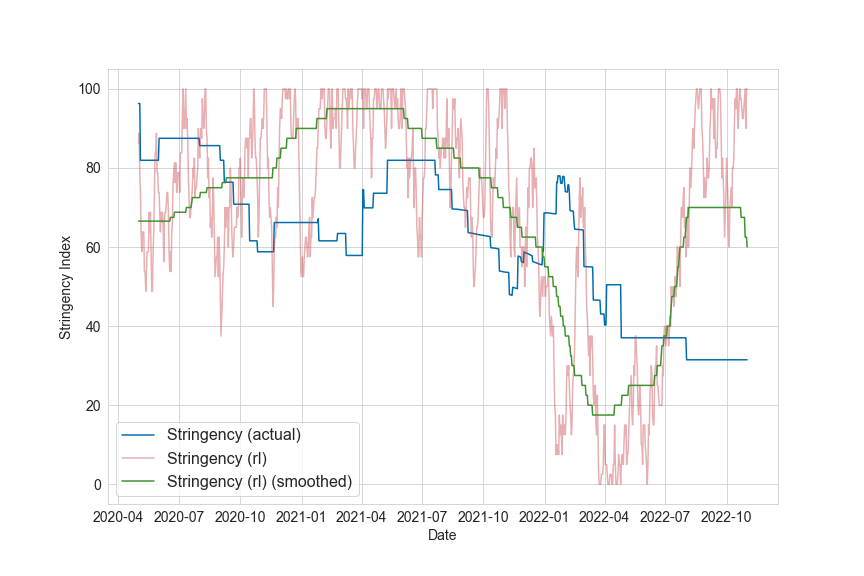 100
80
60
40
20
0
Stringency Index
Stringency (actual)
Stringency (rl)
Stringency (rl) (smoothed)
2020-04 2020-07 2020-10 2021-01 2021-04 2021-07 2021-10 2022-01 2022-04 2022-07 2022-10
Date